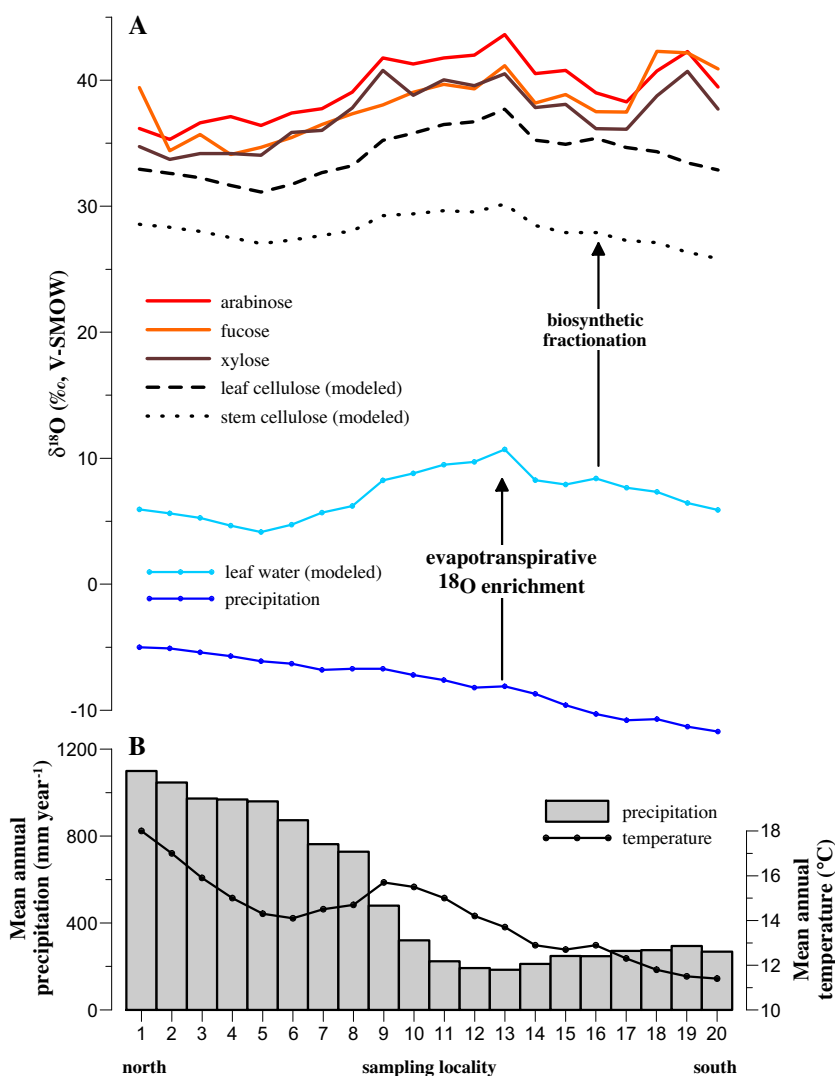 A
40
30
20
10
0
-10
δ¹⁸O (‰, V-SMOW)
arabinose
fucose
xylose
leaf cellulose (modeled)
stem cellulose (modeled)
biosynthetic
fractionation
leaf water (modeled)
precipitation
evapotranspirative
¹⁸O enrichment
B
1200
800
400
0
Mean annual
precipitation (mm year⁻¹)
precipitation
temperature
18
16
14
12
10
Mean annual
temperature (°C)
1 2 3 4 5 6 7 8 9 10 11 12 13 14 15 16 17 18 19 20
north sampling locality south